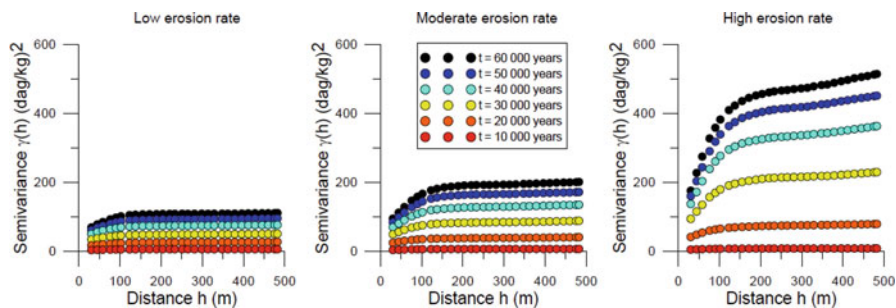 Low erosion rate
Moderate erosion rate
High erosion rate
Semivariance γ(h) (dag/kg)²
600
400
200
0
0 100 200 300 400 500
Distance h (m)
Semivariance γ(h) (dag/kg)²
600
400
200
0
t = 60 000 years
t = 50 000 years
t = 40 000 years
t = 30 000 years
t = 20 000 years
t = 10 000 years
0 100 200 300 400 500
Distance h (m)
Semivariance γ(h) (dag/kg)²
600
400
200
0
0 100 200 300 400 500
Distance h (m)